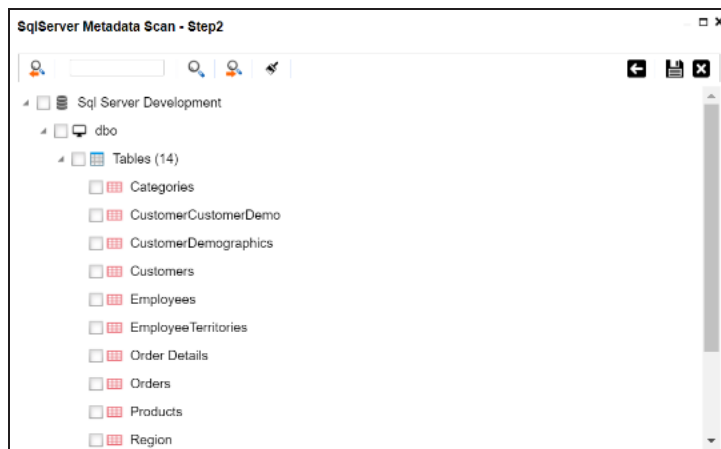 SqlServer Metadata Scan - Step2
Sql Server Development
dbo
Tables (14)
Categories
CustomerCustomerDemo
CustomerDemographics
Customers
Employees
EmployeeTerritories
Order Details
Orders
Products
Region